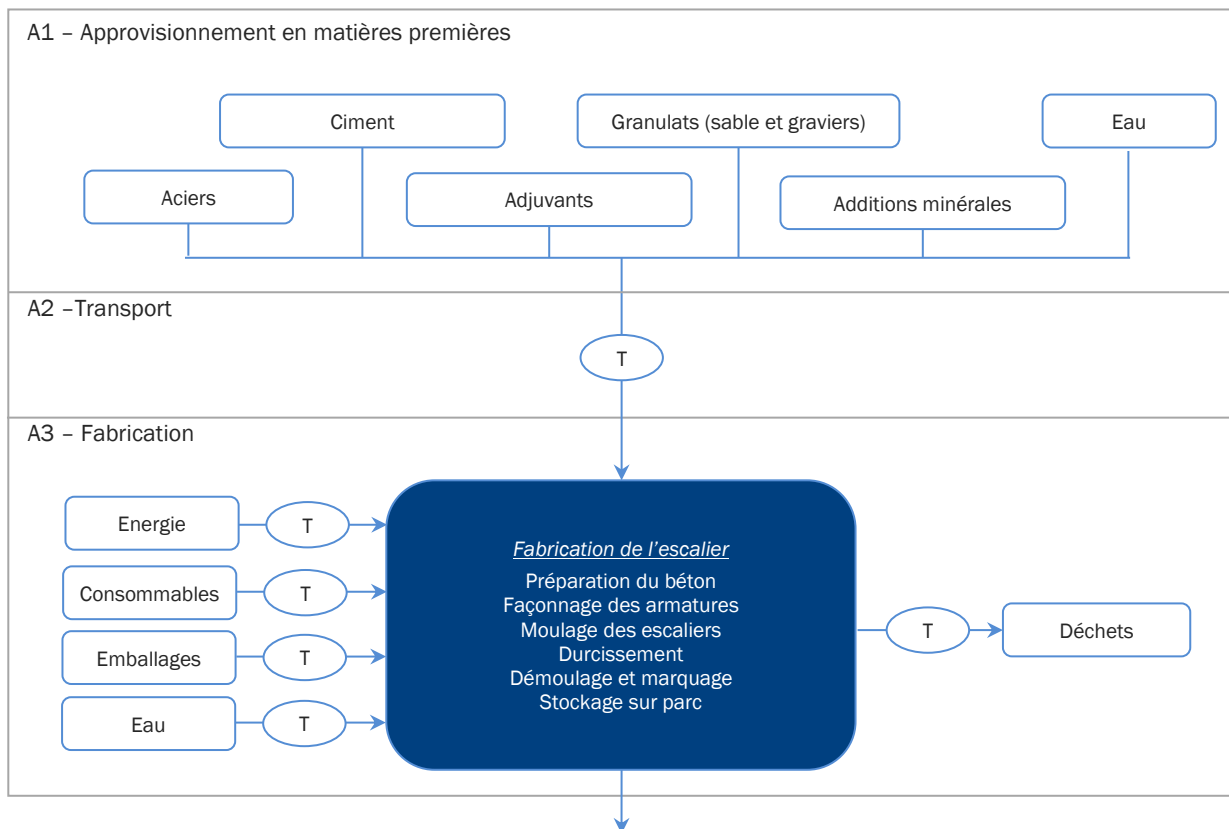 A1 – Approvisionnement en matières premières
Ciment
Granulats (sable et graviers)
Eau
Aciers
Adjuvants
Additions minérales
A2 –Transport
T
A3 – Fabrication
Energie
T
Consommables
T
Emballages
T
Eau
T
Fabrication de l’escalier
Préparation du béton
Façonnage des armatures
Moulage des escaliers
Durcissement
Démoulage et marquage
Stockage sur parc
T
Déchets